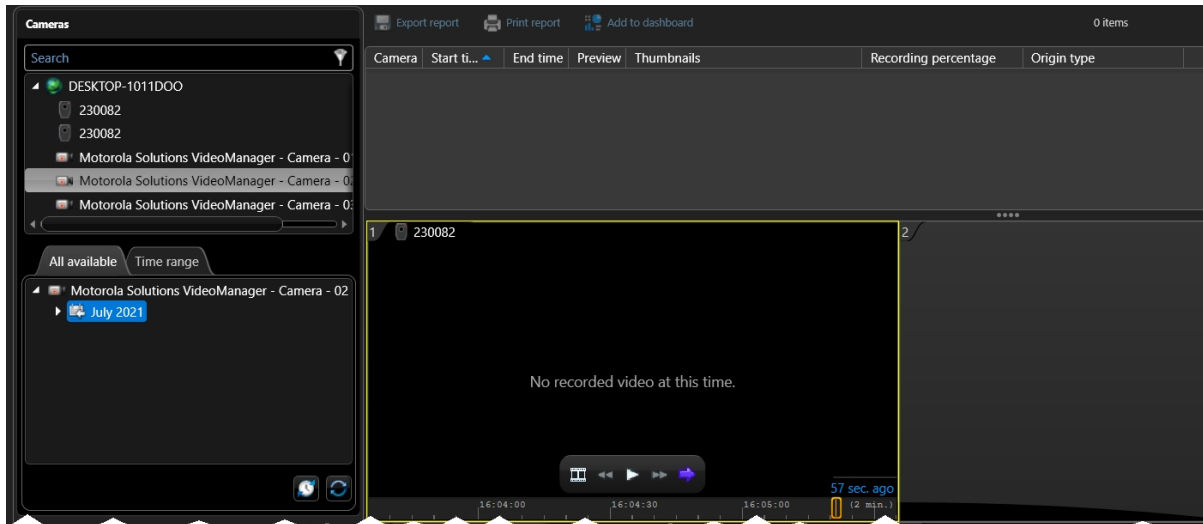 Cameras
Search
DESKTOP-1011DOO
230082
230082
Motorola Solutions VideoManager - Camera - 01
Motorola Solutions VideoManager - Camera - 02
Motorola Solutions VideoManager - Camera - 03
All available Time range
Motorola Solutions VideoManager - Camera - 02
July 2021
Export report Print report Add to dashboard 0 items
Camera Start ti... End time Preview Thumbnails Recording percentage Origin type
1 230082 2
No recorded video at this time.
57 sec. ago
16:04:00 16:04:30 16:05:00 (2 min.)